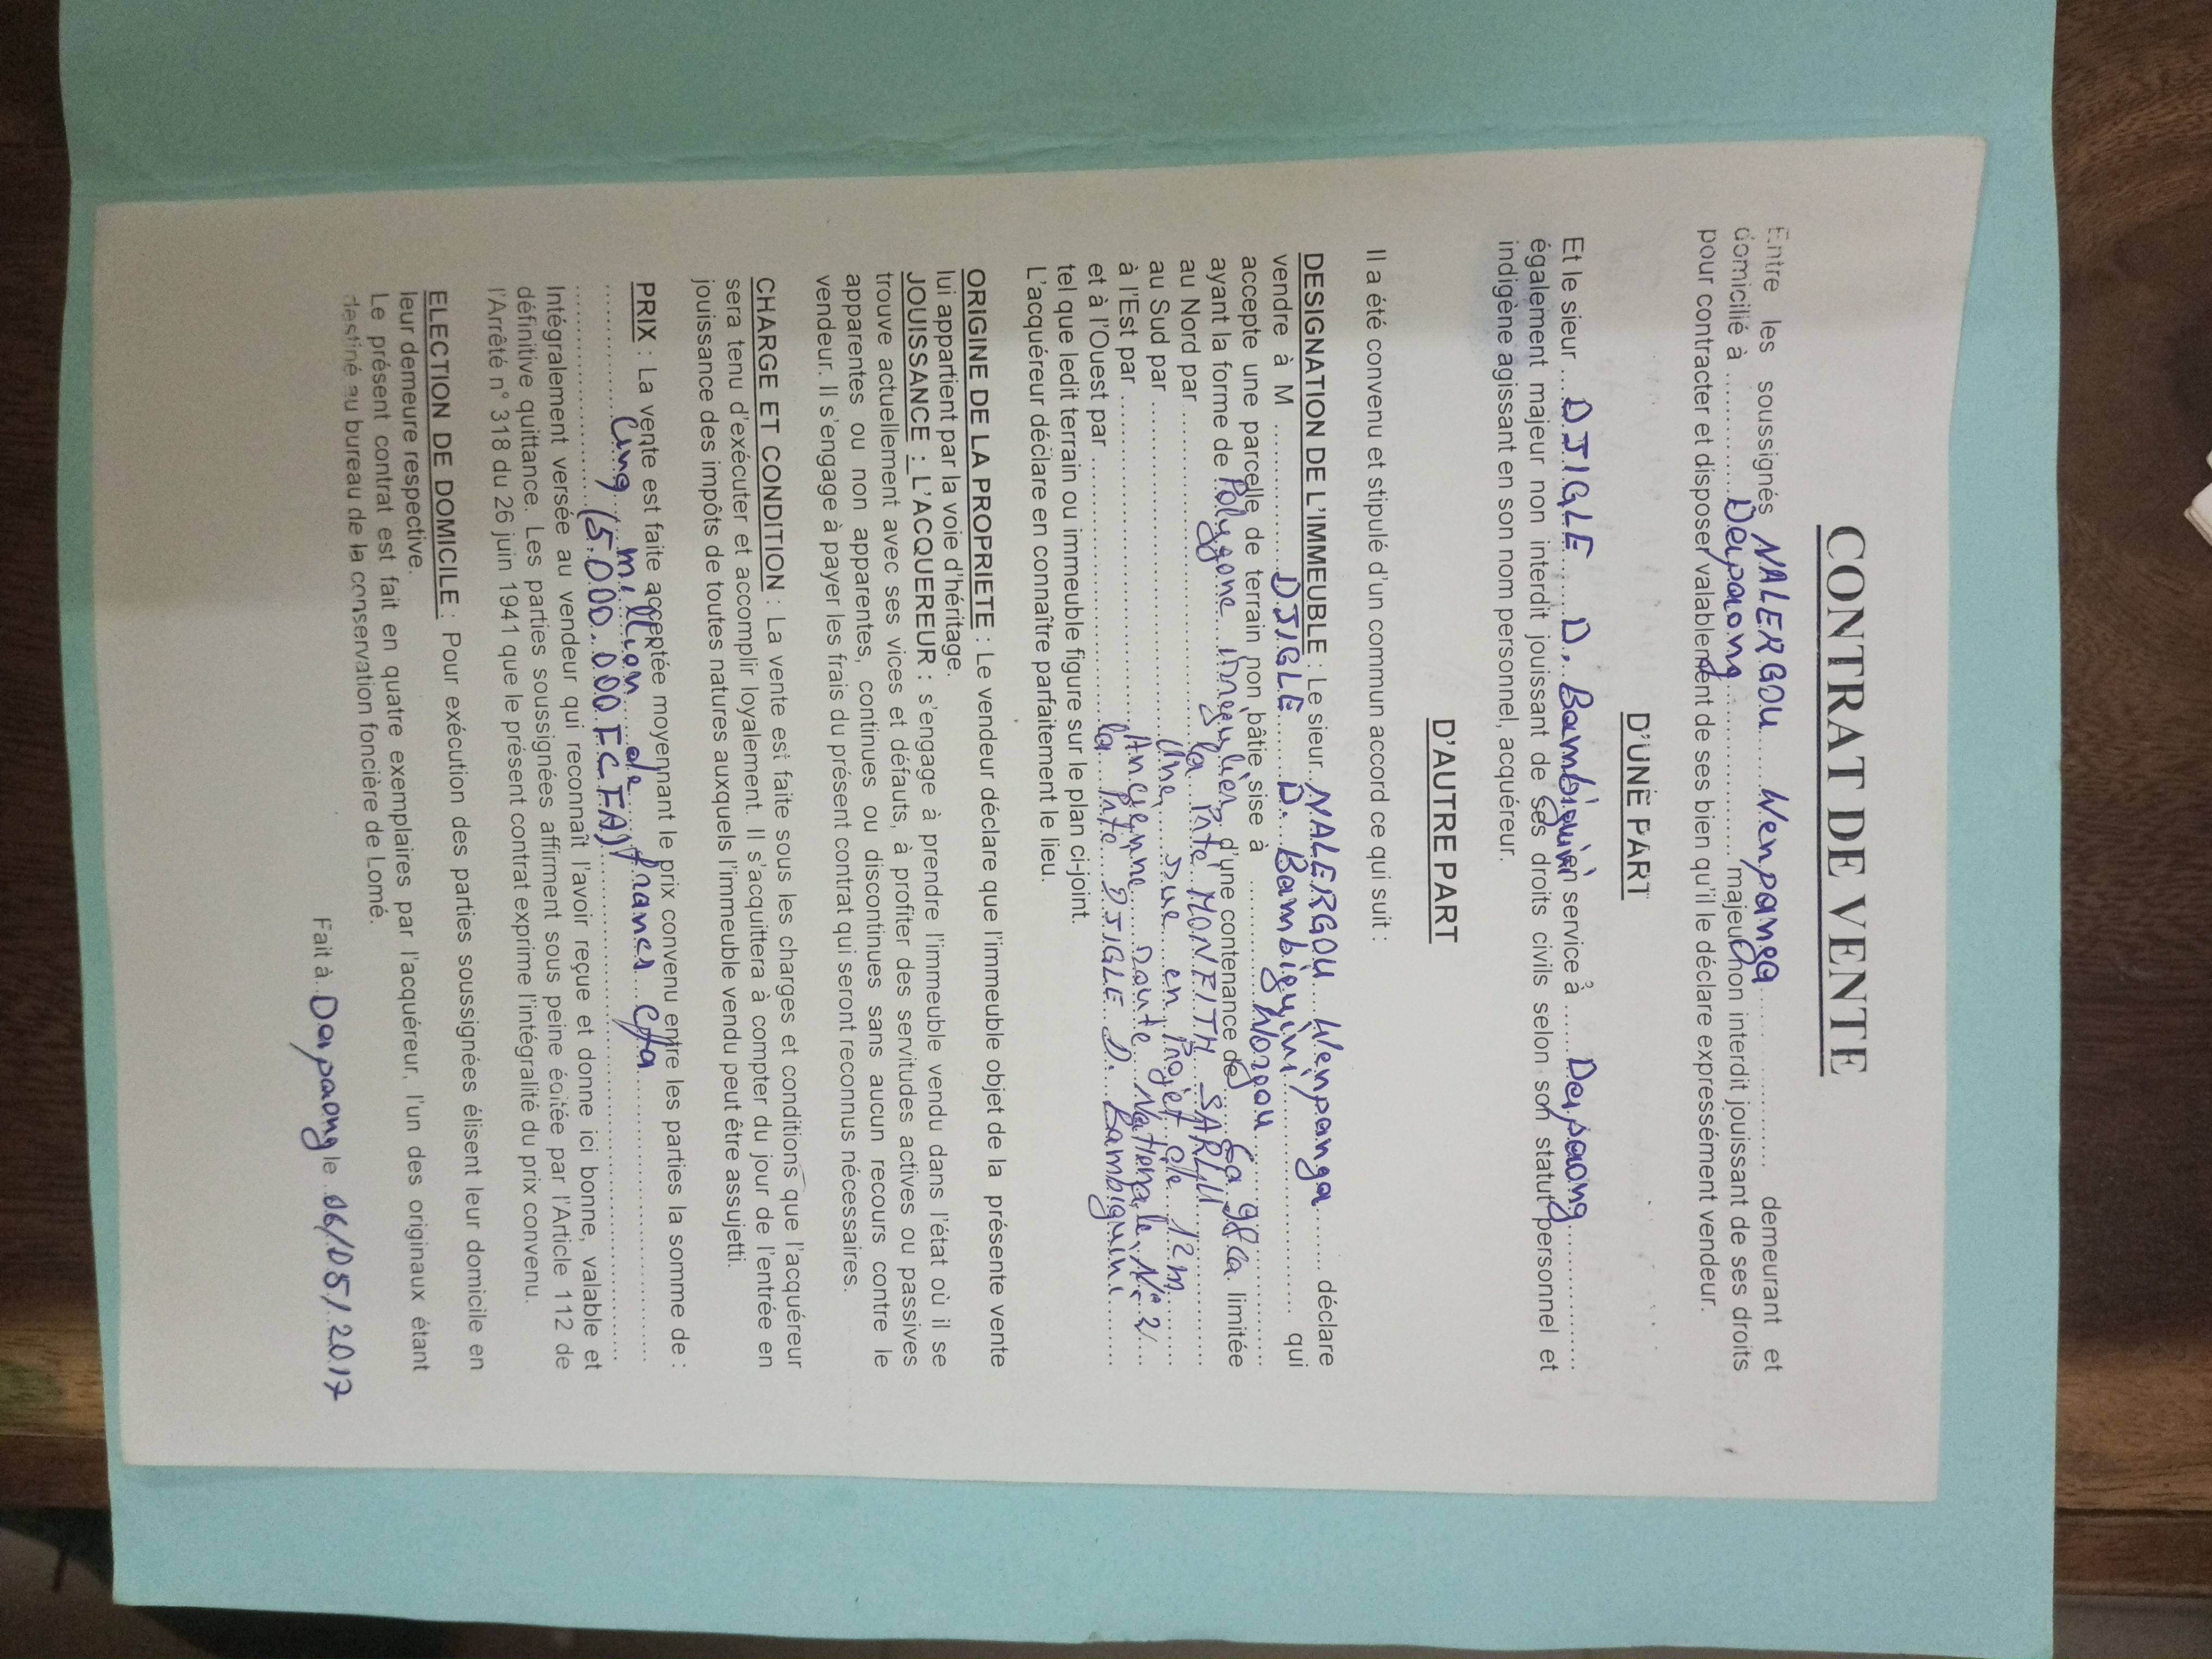 CONTRAT DE VENTE
Entre les soussignés NALERGOU Wenpanga demeurant et
domicilié à Dapaong majeur non interdit jouissant de ses droits
pour contracter et disposer valablement de ses bien qu'il le déclare expressément vendeur.
D'UNE PART
Et le sieur DJIGLE D. Bambiguini en service à Dapaong
également majeur non interdit jouissant de ses droits civils selon son statut personnel et
indigène agissant en son nom personnel, acquéreur.
D'AUTRE PART
Il a été convenu et stipulé d'un commun accord ce qui suit :
DESIGNATION DE L'IMMEUBLE : Le sieur NALERGOU Wenpanga déclare
vendre à M DJIGLE D. Bambiguini qui
accepte une parcelle de terrain non bâtie sise à Worgou
ayant la forme de Polygone irregulier d'une contenance de 98ca limitée
au Nord par la Pté MONFITH SARLU
au Sud par Une rue en Projet de 12m
à l'Est par Ancienne route Nationale N° 2
et à l'Ouest par la Pté DJIGLE D. Bambiguini
tel que ledit terrain ou immeuble figure sur le plan ci-joint.
L'acquéreur déclare en connaître parfaitement le lieu.
ORIGINE DE LA PROPRIETE : Le vendeur déclare que l'immeuble objet de la présente vente
lui appartient par la voie d'héritage.
JOUISSANCE : L'ACQUEREUR : s'engage à prendre l'immeuble vendu dans l'état où il se
trouve actuellement avec ses vices et défauts, à profiter des servitudes actives ou passives
apparentes ou non apparentes, continues ou discontinues sans aucun recours contre le
vendeur. Il s'engage à payer les frais du présent contrat qui seront reconnus nécessaires.
CHARGE ET CONDITION : La vente est faite sous les charges et conditions que l'acquéreur
sera tenu d'exécuter et accomplir loyalement. Il s'acquittera à compter du jour de l'entrée en
jouissance des impôts de toutes natures auxquels l'immeuble vendu peut être assujetti.
PRIX : La vente est faite acceptée moyennant le prix convenu entre les parties la somme de :
Cinq million de francs Cfa
(5.000.000 FCFA)
Intégralement versée au vendeur qui reconnaît l'avoir reçue et donne ici bonne, valable et
définitive quittance. Les parties soussignées affirment sous peine éditée par l'Article 112 de
l'Arrêté n° 318 du 26 juin 1941 que le présent contrat exprime l'intégralité du prix convenu.
ELECTION DE DOMICILE : Pour exécution des parties soussignées élisent leur domicile en
leur demeure respective.
Le présent contrat est fait en quatre exemplaires par l'acquéreur, l'un des originaux étant
destiné au bureau de la conservation foncière de Lomé.
Fait à Dapaong le 06/05/2017